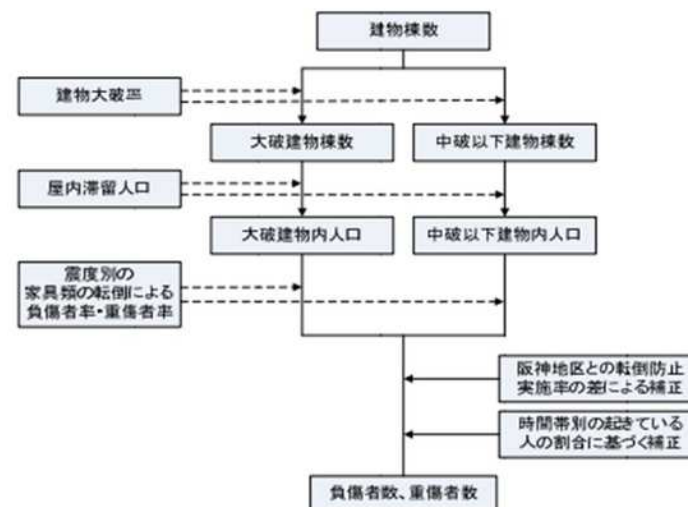 建物棟数
建物大破率
大破建物棟数
中破以下建物棟数
屋内滞留人口
大破建物内人口
中破以下建物内人口
震度別の
家具類の転倒による
負傷者率・重傷者率
阪神地区との転倒防止
実施率の差による補正
時間帯別の起きている
人の割合に基づく補正
負傷者数、重傷者数